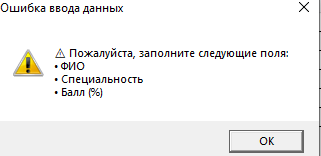 Ошибка ввода данных
⚠ Пожалуйста, заполните следующие поля:
• ФИО
• Специальность
• Балл (%)
OK